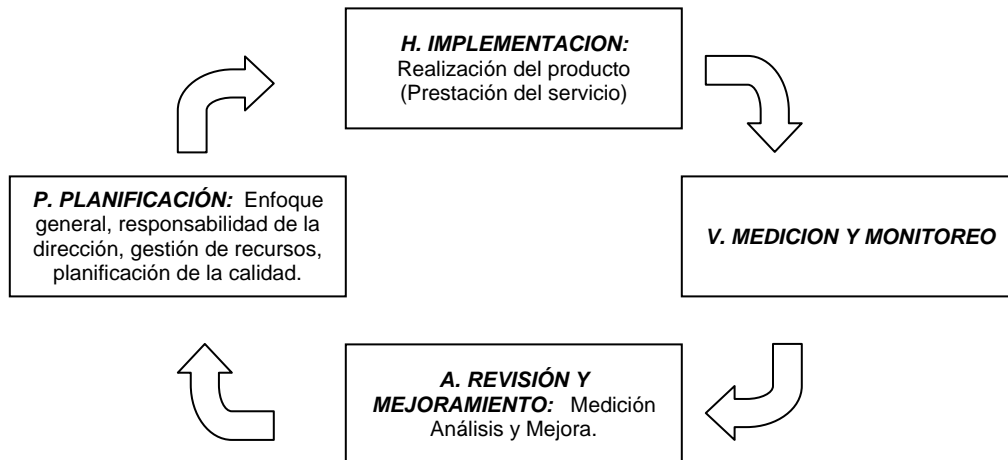 H. IMPLEMENTACION:
Realización del producto
(Prestación del servicio)
P. PLANIFICACIÓN: Enfoque
general, responsabilidad de la
dirección, gestión de recursos,
planificación de la calidad.
V. MEDICION Y MONITOREO
A. REVISIÓN Y
MEJORAMIENTO: Medición
Análisis y Mejora.